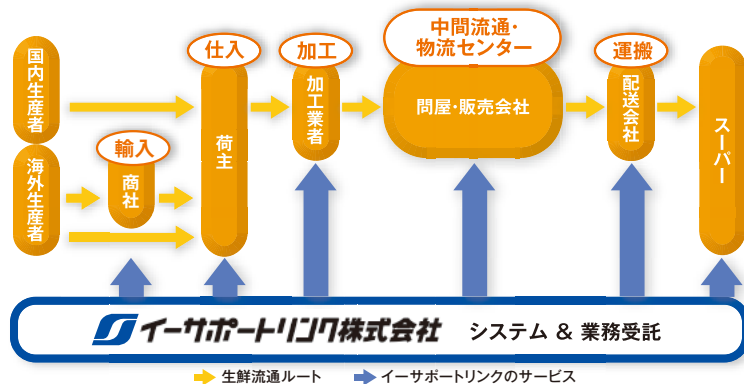 国内生産者
海外生産者
輸入
商社
仕入
荷主
加工
加工業者
中間流通・
物流センター
問屋・販売会社
運搬
配送会社
スーパー
イーサポートリンク株式会社 システム & 業務受託
生鮮流通ルート イーサポートリンクのサービス